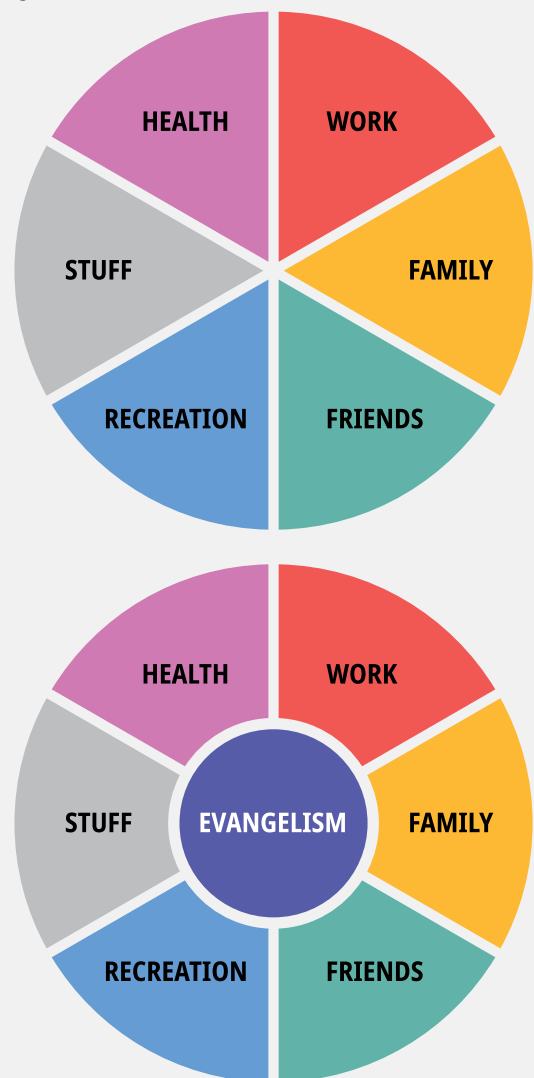 HEALTH
WORK
STUFF
FAMILY
RECREATION
FRIENDS
HEALTH
WORK
STUFF
EVANGELISM
FAMILY
RECREATION
FRIENDS